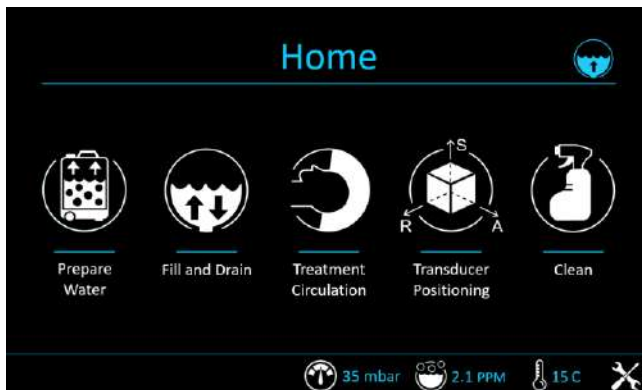 Home
S
R
A
Prepare
Water
Fill and Drain
Treatment
Circulation
Transducer
Positioning
Clean
35 mbar
2.1 PPM
15 C